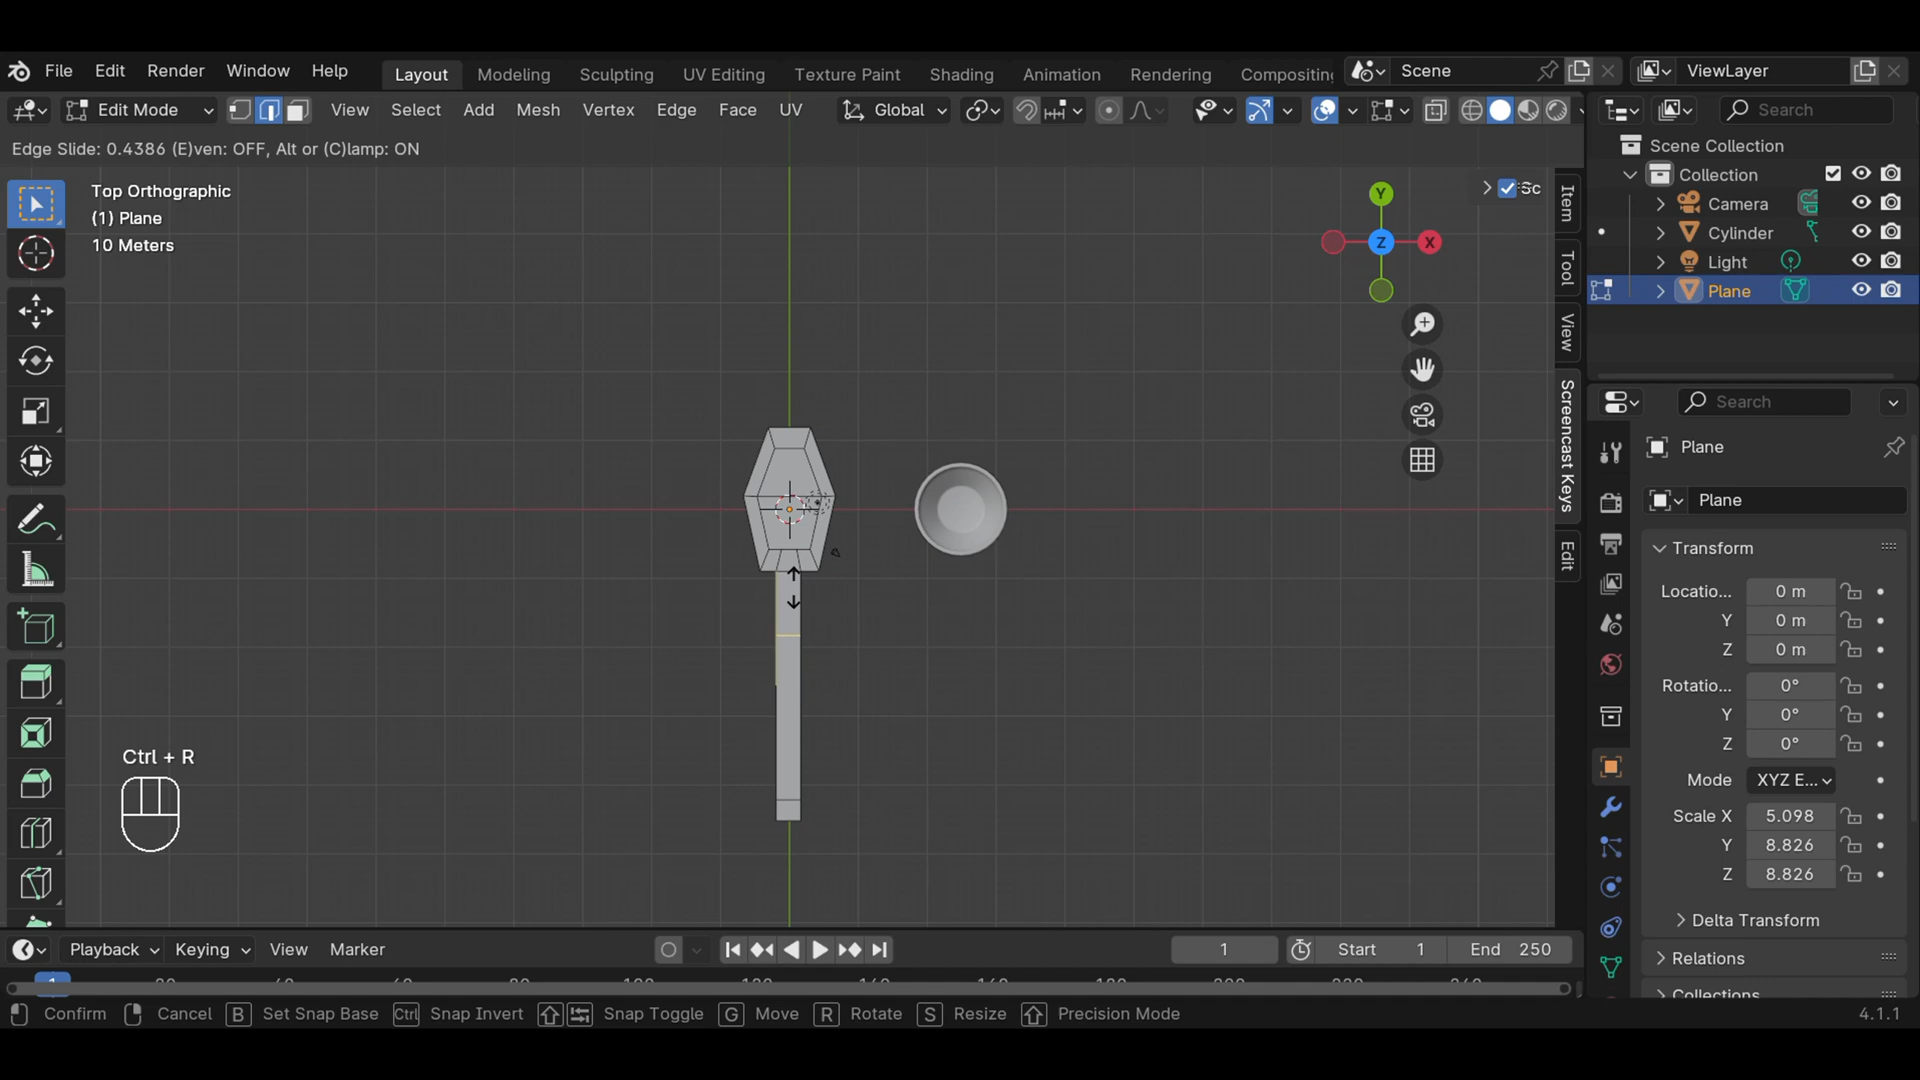 File Edit Render Window Help Layout Modeling Sculpting UV Editing Texture Paint Shading Animation Rendering Scene ViewLayer
Edit Mode View Select Add Mesh Vertex Edge Face UV Global Search
Edge Slide: 0.4386 (E)ven: OFF, Alt or (C)lamp: ON
Top Orthographic
(1) Plane
10 Meters
Y
Z
X
Sc
Item
Tool
View
Screencast Keys
Edit
Scene Collection
Collection
Camera
Cylinder
Light
Plane
Search
Plane
Plane
Transform
Locatio... 0 m
Y 0 m
Z 0 m
Rotatio... 0°
Y 0°
Z 0°
Mode XYZ E...
Scale X 5.098
Y 8.826
Z 8.826
Delta Transform
Relations
Collections
Ctrl + R
Playback Keying View Marker 1 Start 1 End 250
1
Confirm Cancel B Set Snap Base Ctrl Snap Invert Snap Toggle G Move R Rotate S Resize Precision Mode 4.1.1